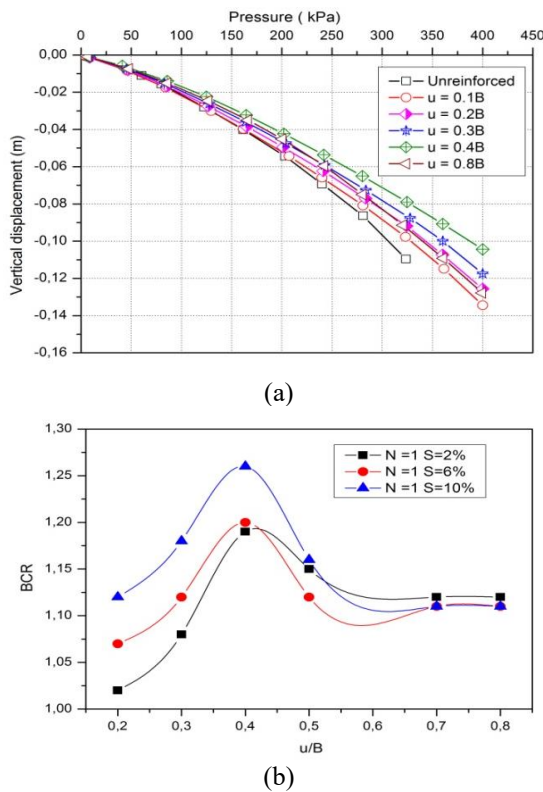 Pressure ( kPa)
0 50 100 150 200 250 300 350 400 450
0,00
-0,02
-0,04
-0,06
-0,08
-0,10
-0,12
-0,14
-0,16
Vertical displacement (m)
Unreinforced
u = 0.1B
u = 0.2B
u = 0.3B
u = 0.4B
u = 0.8B
(a)
1,30
1,25
1,20
1,15
1,10
1,05
1,00
BCR
N =1 S=2%
N =1 S=6%
N =1 S=10%
0,2 0,3 0,4 0,5 0,6 0,7 0,8
u/B
(b)